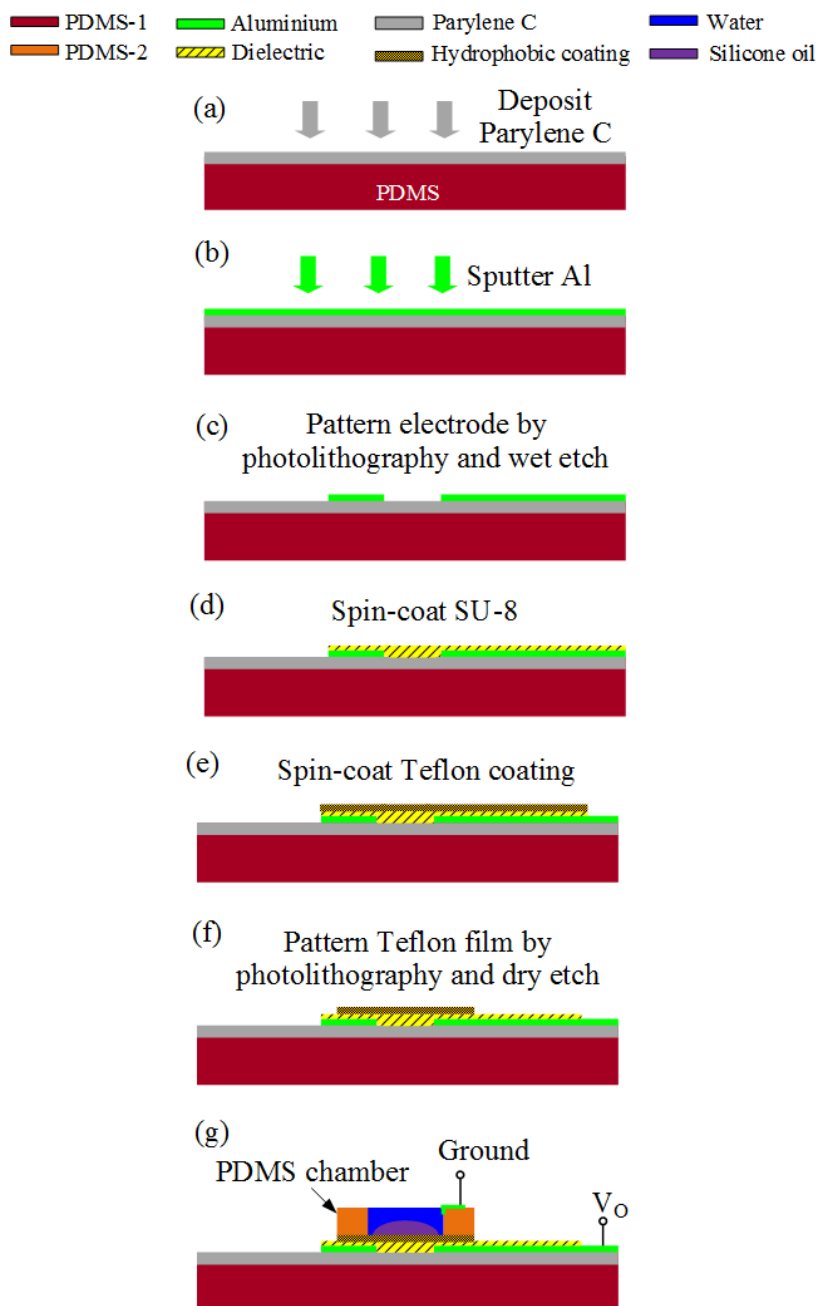 PDMS-1 Aluminium Parylene C Water
PDMS-2 Dielectric Hydrophobic coating Silicone oil
(a) Deposit
Parylene C
PDMS
(b)
Sputter Al
(c) Pattern electrode by
photolithography and wet etch
(d)
Spin-coat SU-8
(e)
Spin-coat Teflon coating
(f)
Pattern Teflon film by
photolithography and dry etch
(g)
Ground
PDMS chamber
V_O